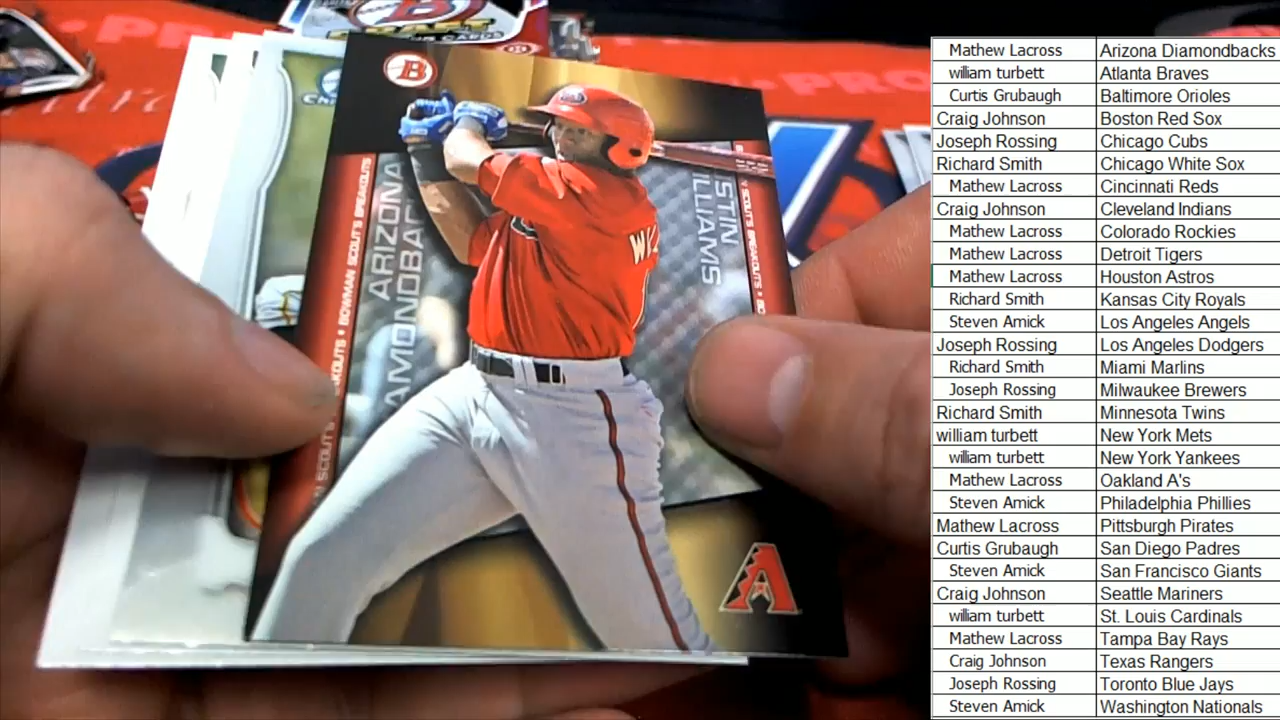 B
DRAFT
ARIZONA
AMONDBAC
STIN
ILLIAMS
BOWMAN SCOUTS BREAKOUTS
SCOUTS BREAKOUTS
WI
A
Mathew Lacross Arizona Diamondbacks
william turbett Atlanta Braves
Curtis Grubaugh Baltimore Orioles
Craig Johnson Boston Red Sox
Joseph Rossing Chicago Cubs
Richard Smith Chicago White Sox
Mathew Lacross Cincinnati Reds
Craig Johnson Cleveland Indians
Mathew Lacross Colorado Rockies
Mathew Lacross Detroit Tigers
Mathew Lacross Houston Astros
Richard Smith Kansas City Royals
Steven Amick Los Angeles Angels
Joseph Rossing Los Angeles Dodgers
Richard Smith Miami Marlins
Joseph Rossing Milwaukee Brewers
Richard Smith Minnesota Twins
william turbett New York Mets
william turbett New York Yankees
Mathew Lacross Oakland A's
Steven Amick Philadelphia Phillies
Mathew Lacross Pittsburgh Pirates
Curtis Grubaugh San Diego Padres
Steven Amick San Francisco Giants
Craig Johnson Seattle Mariners
william turbett St. Louis Cardinals
Mathew Lacross Tampa Bay Rays
Craig Johnson Texas Rangers
Joseph Rossing Toronto Blue Jays
Steven Amick Washington Nationals